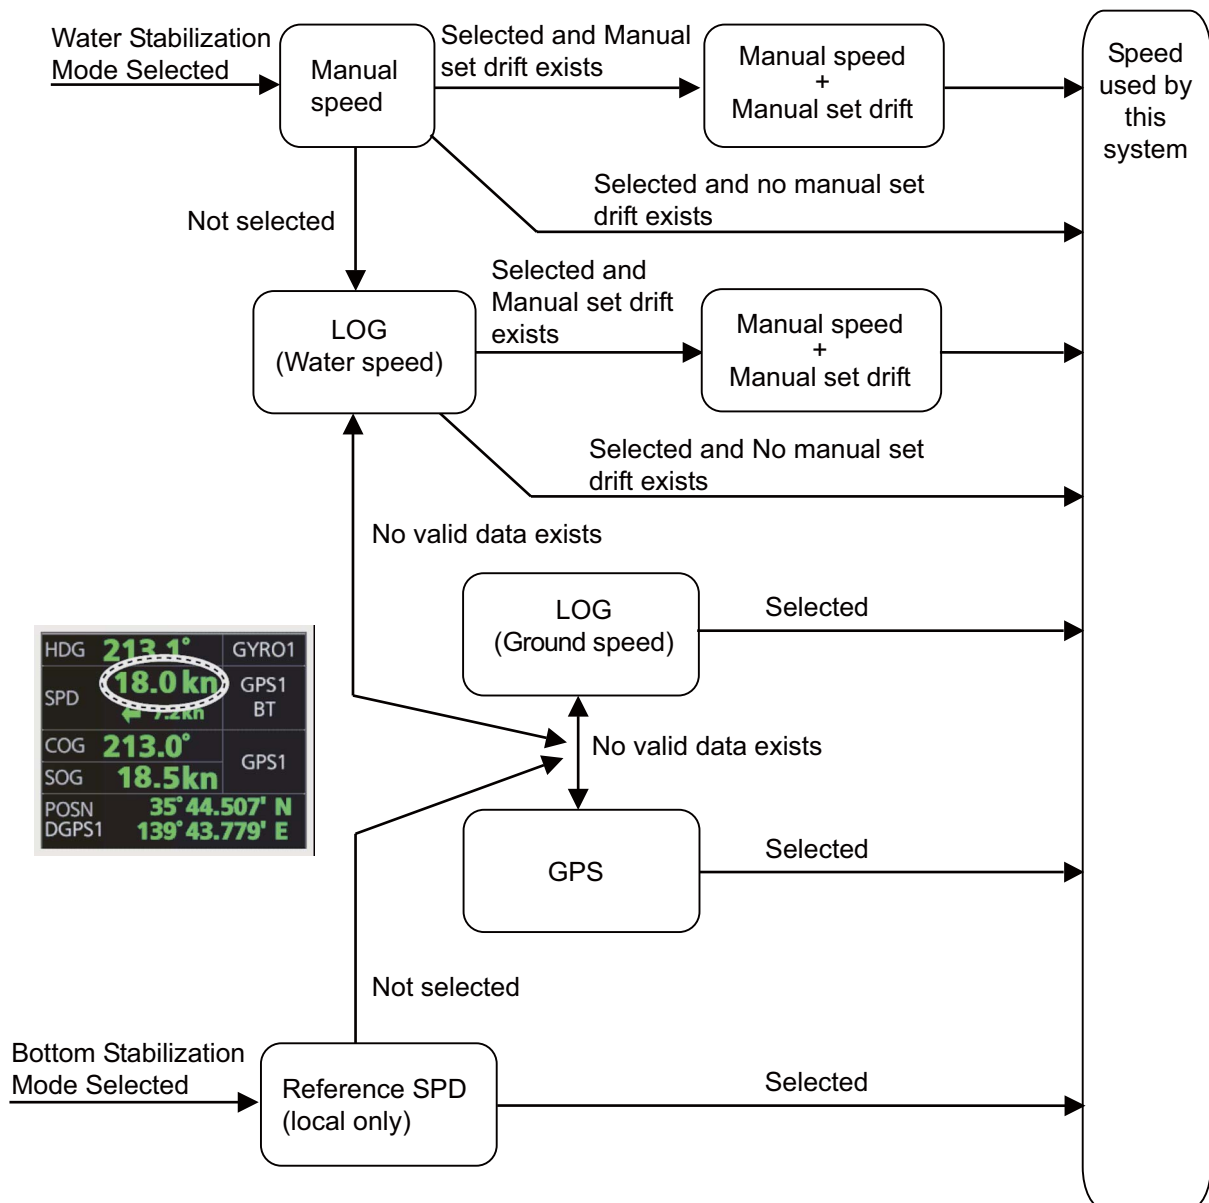 Water Stabilization
Mode Selected
Manual
speed
Selected and Manual
set drift exists
Manual speed
+
Manual set drift
Speed
used by
this
system
Selected and no manual set
drift exists
Not selected
LOG
(Water speed)
Selected and
Manual set drift
exists
Manual speed
+
Manual set drift
Selected and No manual set
drift exists
No valid data exists
LOG
(Ground speed)
Selected
HDG 213.1° GYRO1
SPD 18.0 kn GPS1
7.2kn BT
COG 213.0° GPS1
SOG 18.5kn
POSN 35°44.507' N
DGPS1 139°43.779' E
No valid data exists
GPS
Selected
Not selected
Bottom Stabilization
Mode Selected
Reference SPD
(local only)
Selected